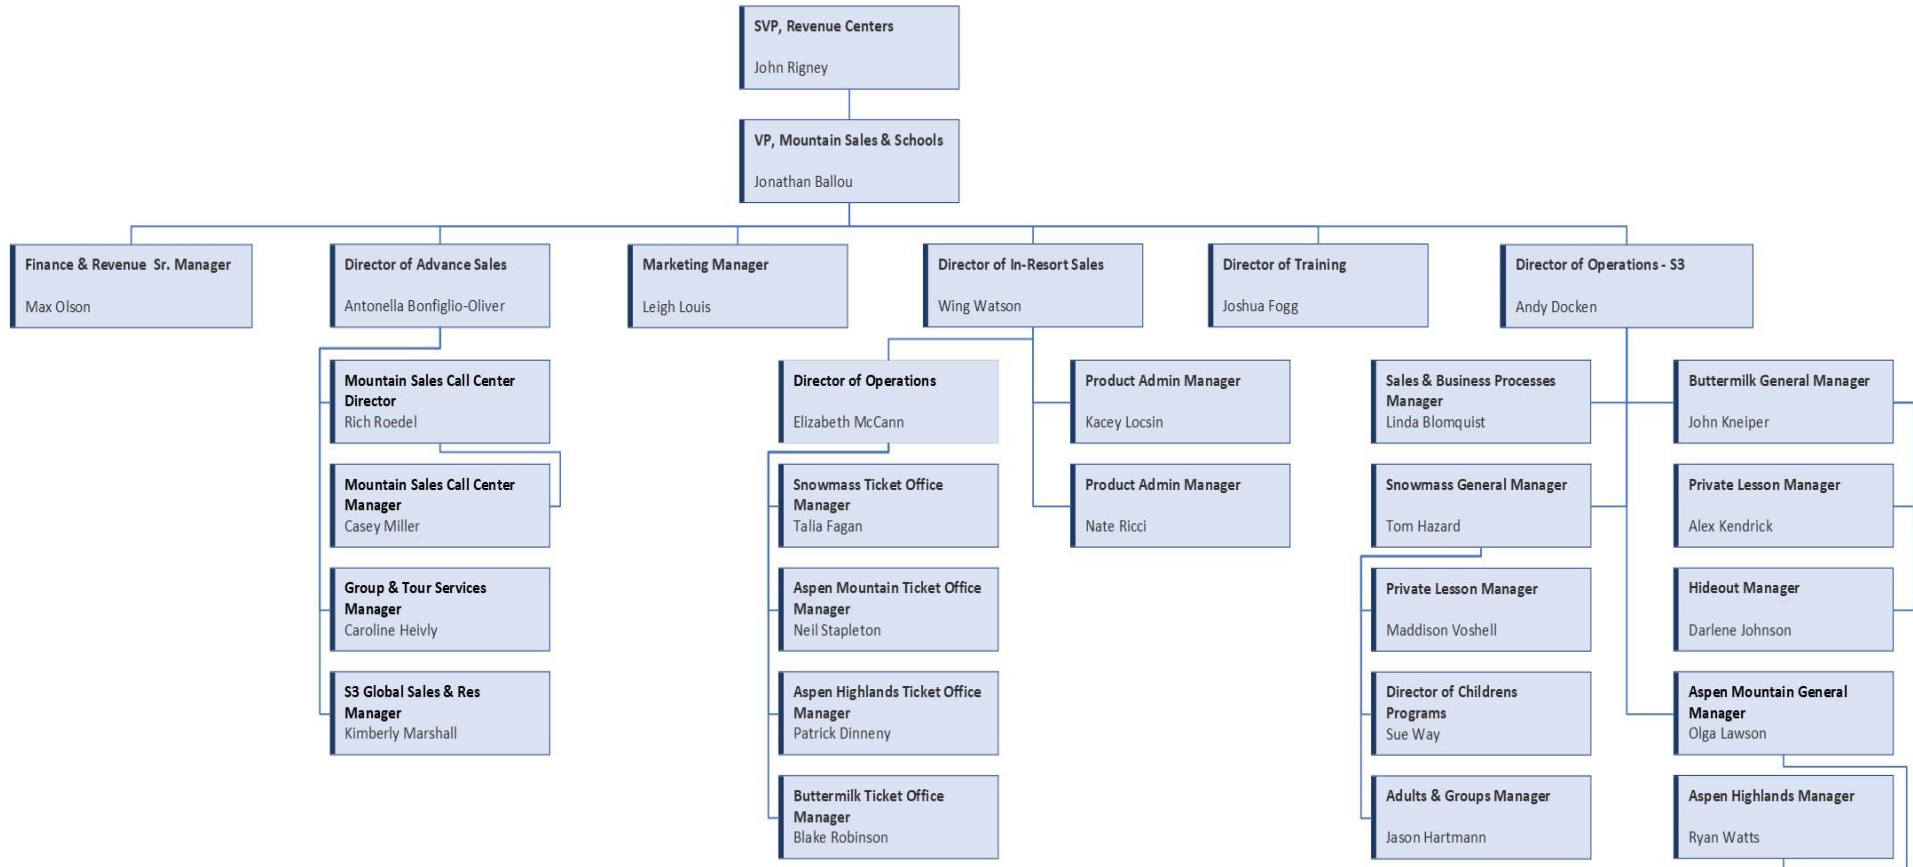 SVP, Revenue Centers
John Rigney
VP, Mountain Sales & Schools
Jonathan Ballou
Finance & Revenue Sr. Manager
Max Olson
Director of Advance Sales
Antonella Bonfiglio-Oliver
Marketing Manager
Leigh Louis
Director of In-Resort Sales
Wing Watson
Director of Training
Joshua Fogg
Director of Operations - S3
Andy Docken
Mountain Sales Call Center
Director
Rich Roedel
Mountain Sales Call Center
Manager
Casey Miller
Group & Tour Services
Manager
Caroline Heivly
S3 Global Sales & Res
Manager
Kimberly Marshall
Director of Operations
Elizabeth McCann
Snowmass Ticket Office
Manager
Talia Fagan
Aspen Mountain Ticket Office
Manager
Neil Stapleton
Aspen Highlands Ticket Office
Manager
Patrick Dinneny
Buttermilk Ticket Office
Manager
Blake Robinson
Product Admin Manager
Kacey Locsin
Product Admin Manager
Nate Ricci
Sales & Business Processes
Manager
Linda Blomquist
Snowmass General Manager
Tom Hazard
Private Lesson Manager
Maddison Voshell
Director of Childrens
Programs
Sue Way
Adults & Groups Manager
Jason Hartmann
Buttermilk General Manager
John Kneiper
Private Lesson Manager
Alex Kendrick
Hideout Manager
Darlene Johnson
Aspen Mountain General
Manager
Olga Lawson
Aspen Highlands Manager
Ryan Watts